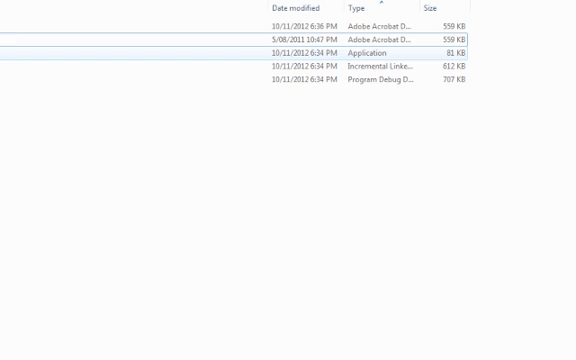 Date modified Type Size
10/11/2012 6:36 PM Adobe Acrobat D... 559 KB
5/08/2011 10:47 PM Adobe Acrobat D... 559 KB
10/11/2012 6:34 PM Application 81 KB
10/11/2012 6:34 PM Incremental Linke... 612 KB
10/11/2012 6:34 PM Program Debug D... 707 KB